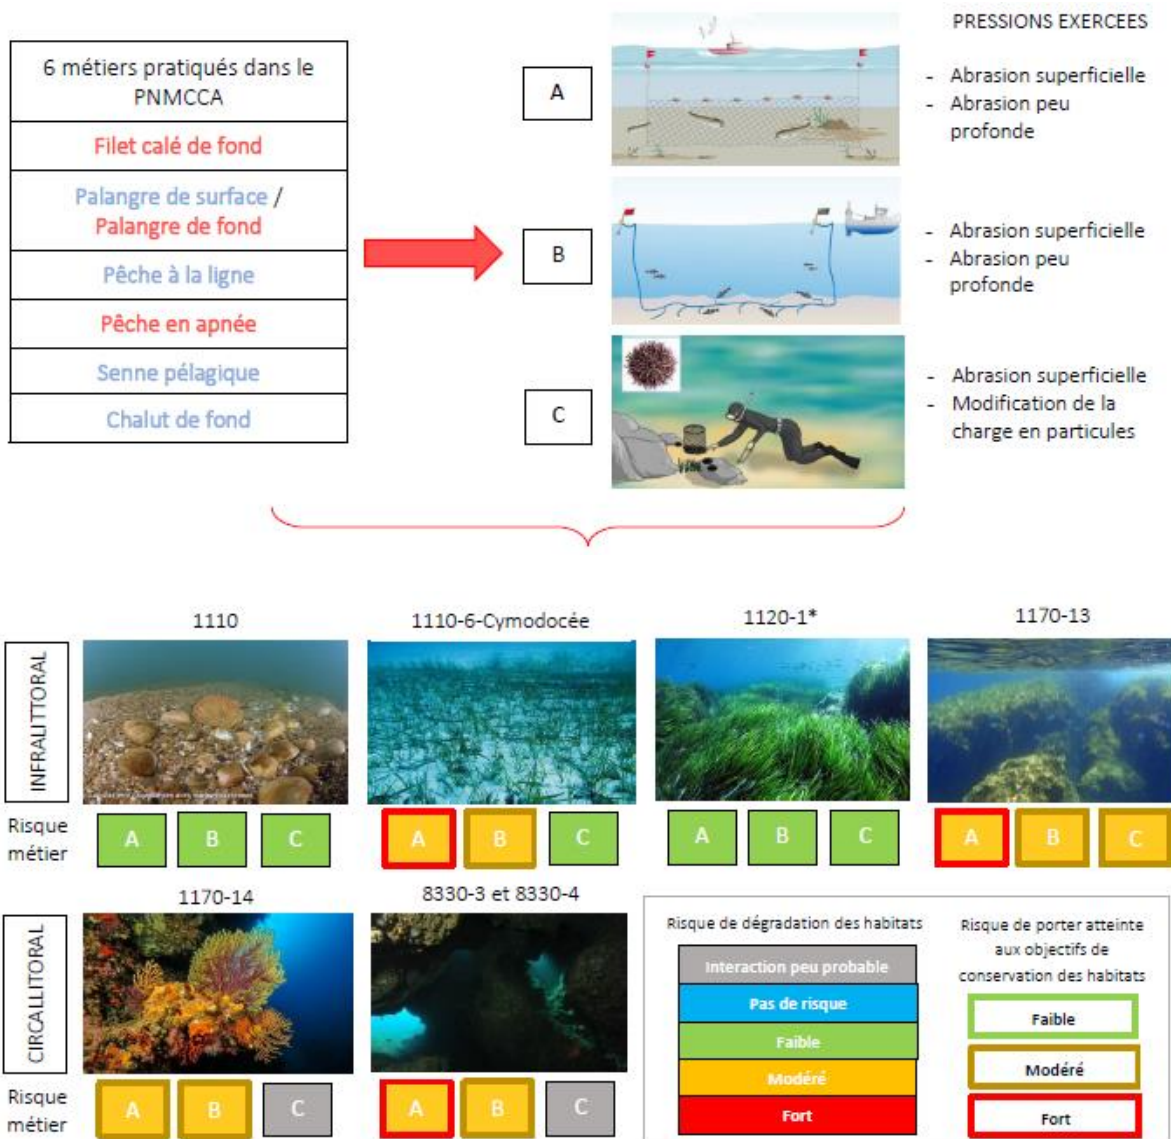 6 métiers pratiqués dans le
PNMCCA
Filet calé de fond
Palangre de surface /
Palangre de fond
Pêche à la ligne
Pêche en apnée
Senne pélagique
Chalut de fond
PRESSIONS EXERCEES
A
- Abrasion superficielle
- Abrasion peu
profonde
B
- Abrasion superficielle
- Abrasion peu
profonde
C
- Abrasion superficielle
- Modification de la
charge en particules
INFRALITTORAL
1110
1110-6-Cymodocée
1120-1*
1170-13
Risque
métier
A B C
A B C
A B C
A B C
CIRCALITTORAL
1170-14
8330-3 et 8330-4
Risque
métier
A B C
A B C
Risque de dégradation des habitats
Interaction peu probable
Pas de risque
Faible
Modéré
Fort
Risque de porter atteinte
aux objectifs de
conservation des habitats
Faible
Modéré
Fort